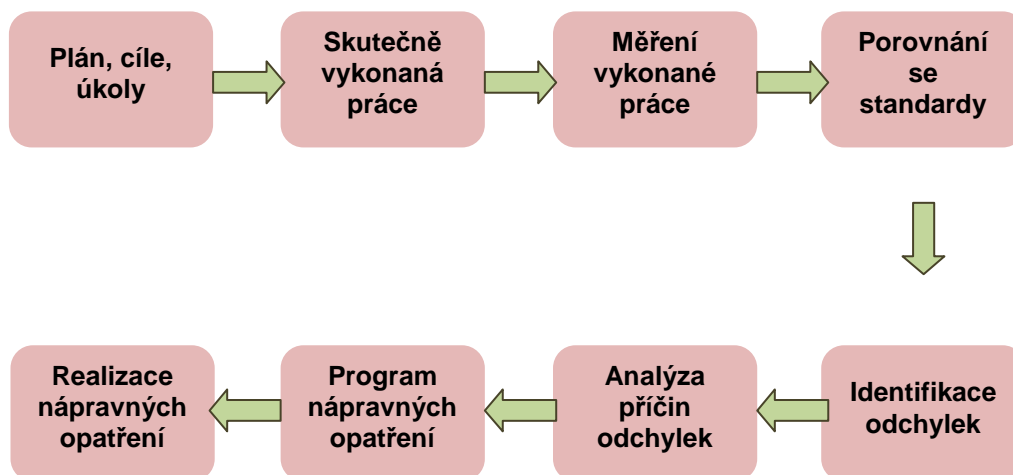 Plán, cíle,
úkoly
Skutečně
vykonaná
práce
Měření
vykonané
práce
Porovnání
se
standardy
Realizace
nápravných
opatření
Program
nápravných
opatření
Analýza
příčin
odchylek
Identifikace
odchylek